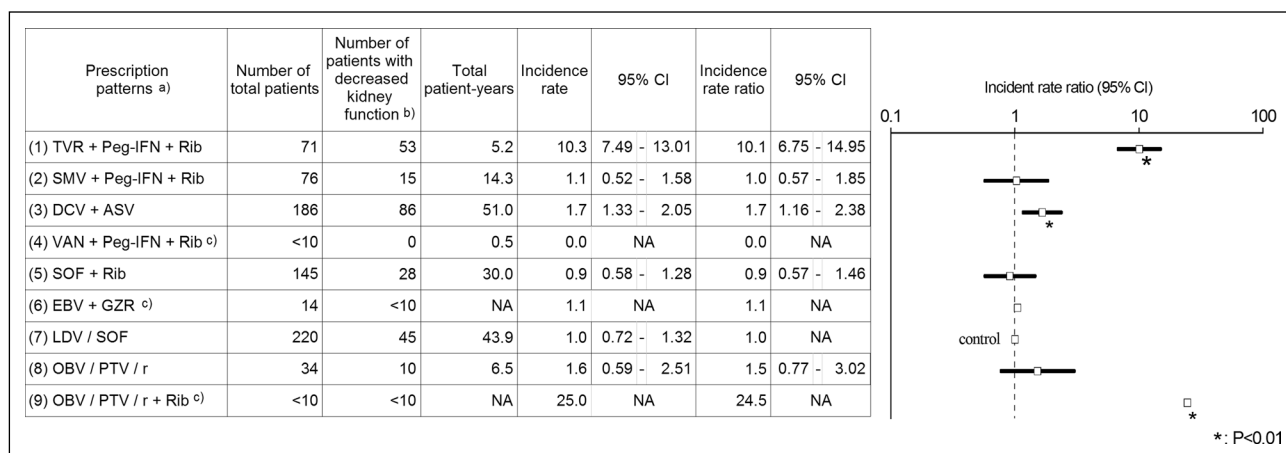 Prescription patterns a) Number of total patients Number of patients with decreased kidney function b) Total patient-years Incidence rate 95% CI Incidence rate ratio 95% CI
(1) TVR + Peg-IFN + Rib 71 53 5.2 10.3 7.49 - 13.01 10.1 6.75 - 14.95
(2) SMV + Peg-IFN + Rib 76 15 14.3 1.1 0.52 - 1.58 1.0 0.57 - 1.85
(3) DCV + ASV 186 86 51.0 1.7 1.33 - 2.05 1.7 1.16 - 2.38
(4) VAN + Peg-IFN + Rib c) <10 0 0.5 0.0 NA 0.0 NA
(5) SOF + Rib 145 28 30.0 0.9 0.58 - 1.28 0.9 0.57 - 1.46
(6) EBV + GZR c) 14 <10 NA 1.1 NA 1.1 NA
(7) LDV / SOF 220 45 43.9 1.0 0.72 - 1.32 1.0 NA
(8) OBV / PTV / r 34 10 6.5 1.6 0.59 - 2.51 1.5 0.77 - 3.02
(9) OBV / PTV / r + Rib c) <10 <10 NA 25.0 NA 24.5 NA
Incident rate ratio (95% CI)
0.1 1 10 100
*
*
control
*
*: P<0.01